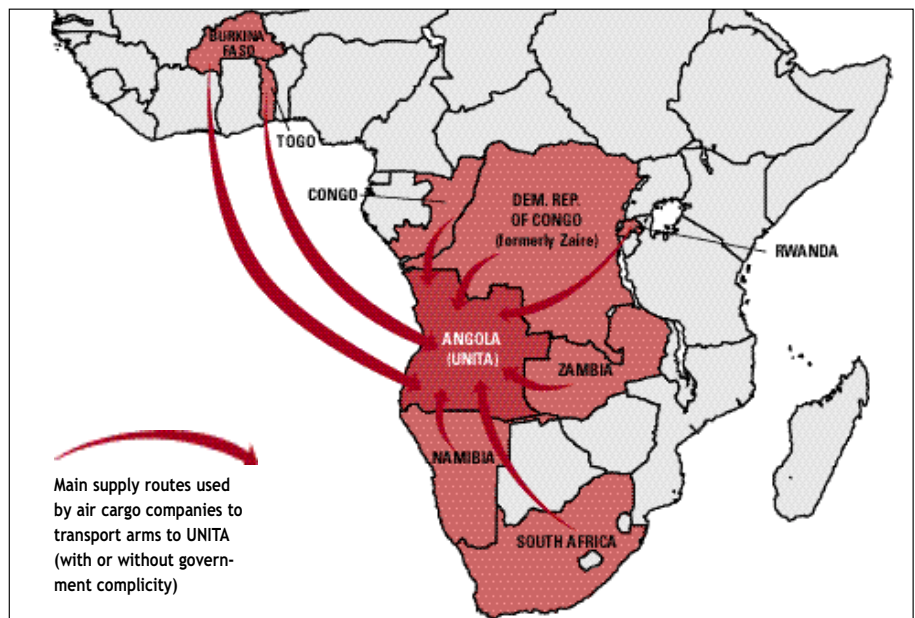 BURKINA
FASO
TOGO
CONGO
DEM. REP.
OF CONGO
(formerly Zaire)
RWANDA
ANGOLA
(UNITA)
ZAMBIA
NAMIBIA
SOUTH AFRICA
Main supply routes used
by air cargo companies to
transport arms to UNITA
(with or without govern-
ment complicity)